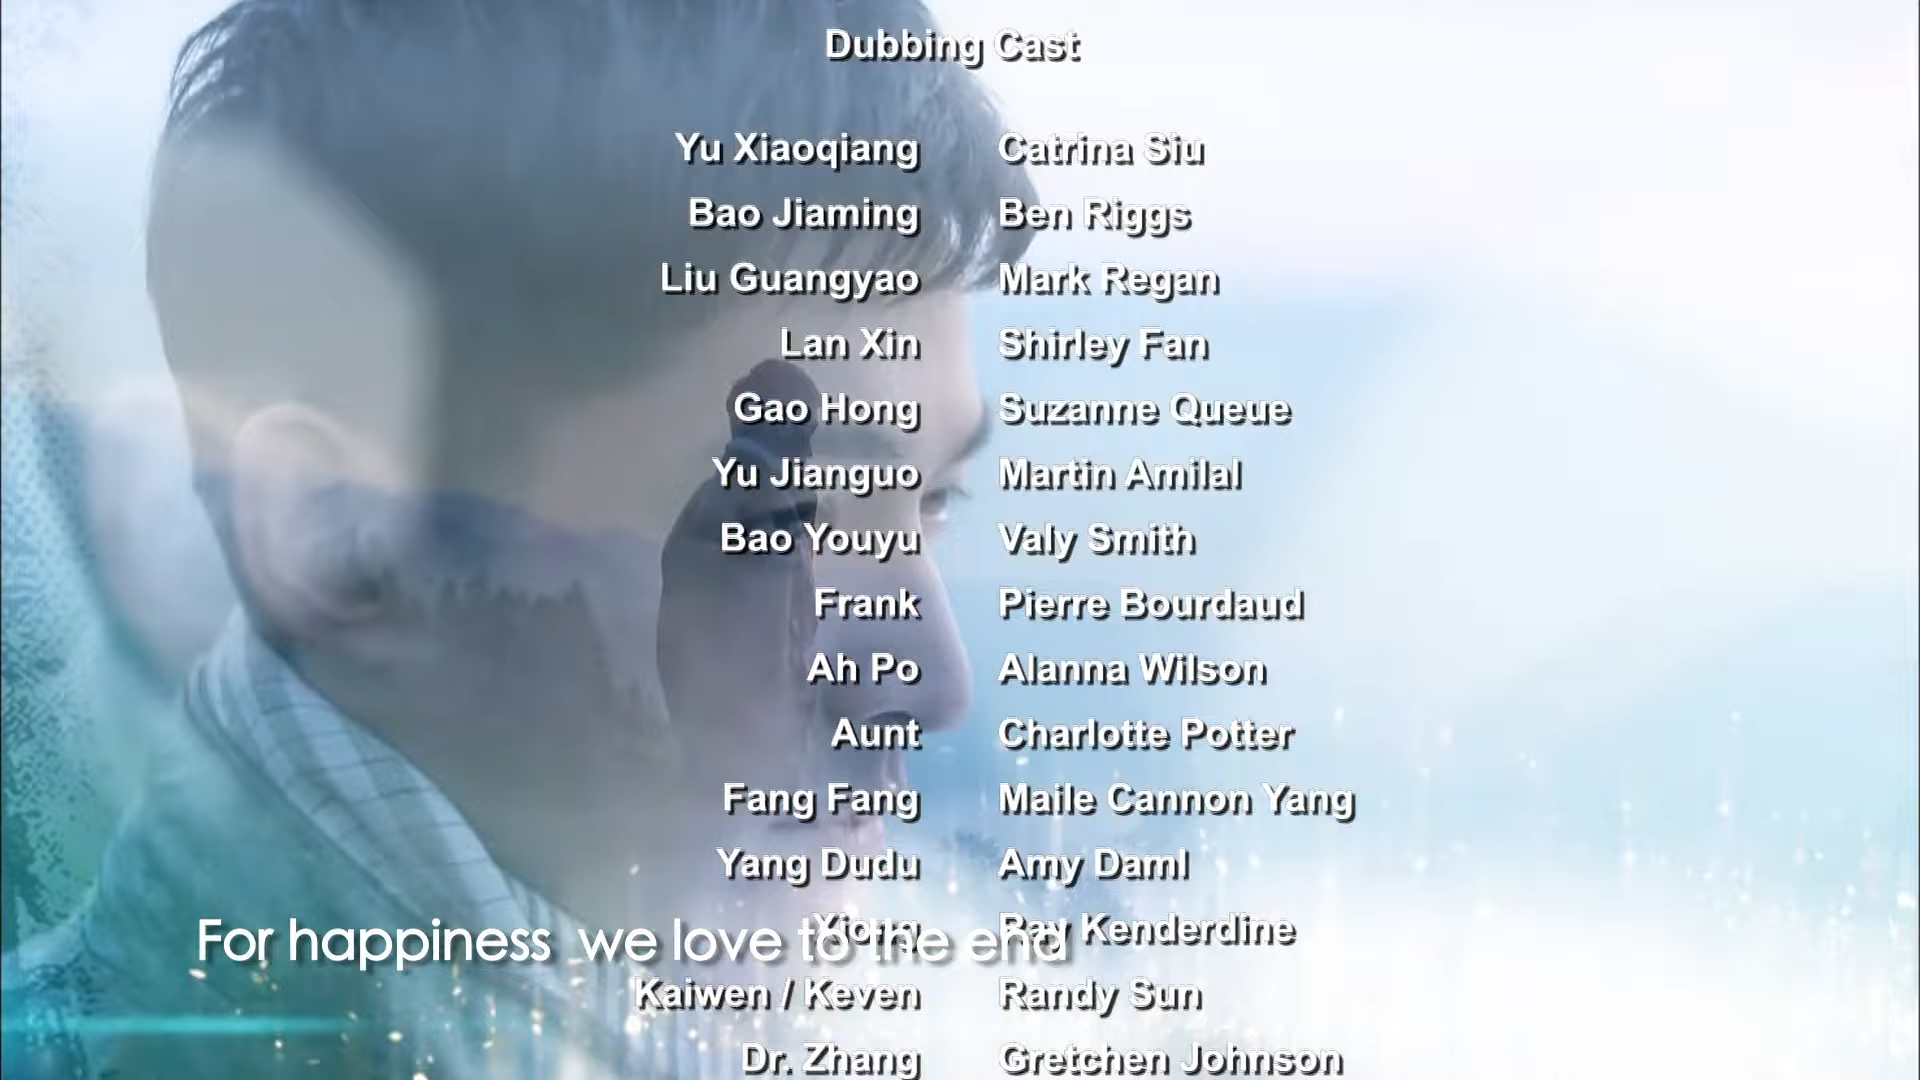 Dubbing Cast
Yu Xiaoqiang Catrina Siu
Bao Jiaming Ben Riggs
Liu Guangyao Mark Regan
Lan Xin Shirley Fan
Gao Hong Suzanne Queue
Yu Jianguo Martin Amilal
Bao Youyu Valy Smith
Frank Pierre Bourdaud
Ah Po Alanna Wilson
Aunt Charlotte Potter
Fang Fang Maile Cannon Yang
Yang Dudu Amy Daml
Xiong Ray Kenderdine
For happiness we love to the end
Kaiwen / Keven Randy Sun
Dr. Zhang Gretchen Johnson